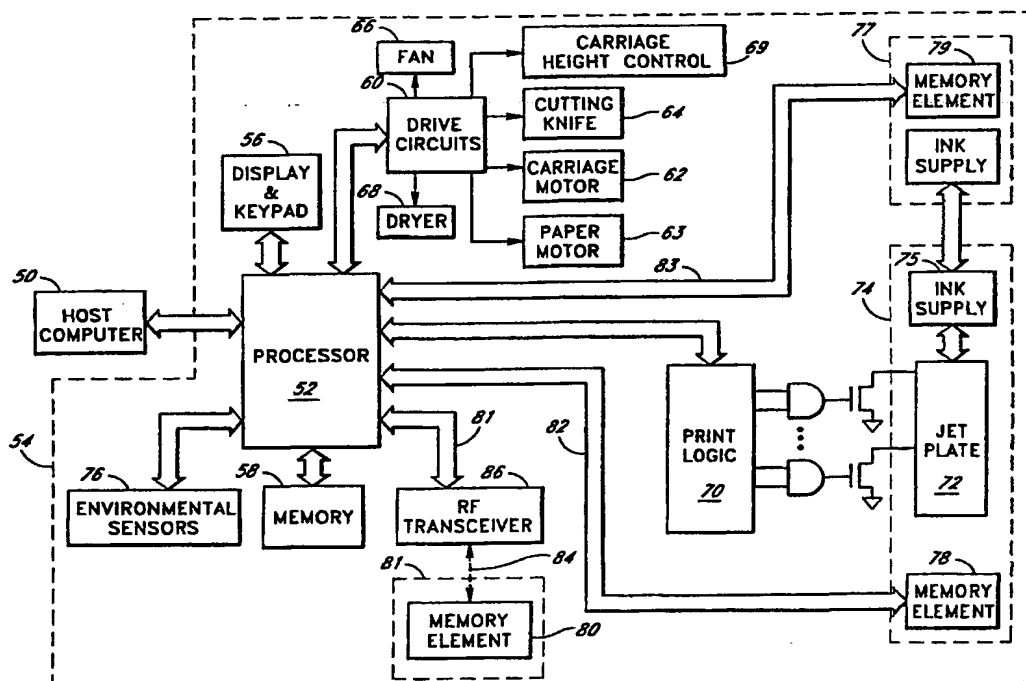 66
FAN
60
DRIVE
CIRCUITS
CARRIAGE
HEIGHT CONTROL
69
CUTTING
KNIFE
64
CARRIAGE
MOTOR
62
PAPER
MOTOR
63
68
DRYER
56
DISPLAY
&
KEYPAD
77
79
MEMORY
ELEMENT
INK
SUPPLY
83
50
HOST
COMPUTER
PROCESSOR
52
74
75
INK
SUPPLY
PRINT
LOGIC
70
JET
PLATE
72
54
76
ENVIRONMENTAL
SENSORS
58
MEMORY
81
86
RF
TRANSCEIVER
82
84
81
MEMORY
ELEMENT
80
78
MEMORY
ELEMENT